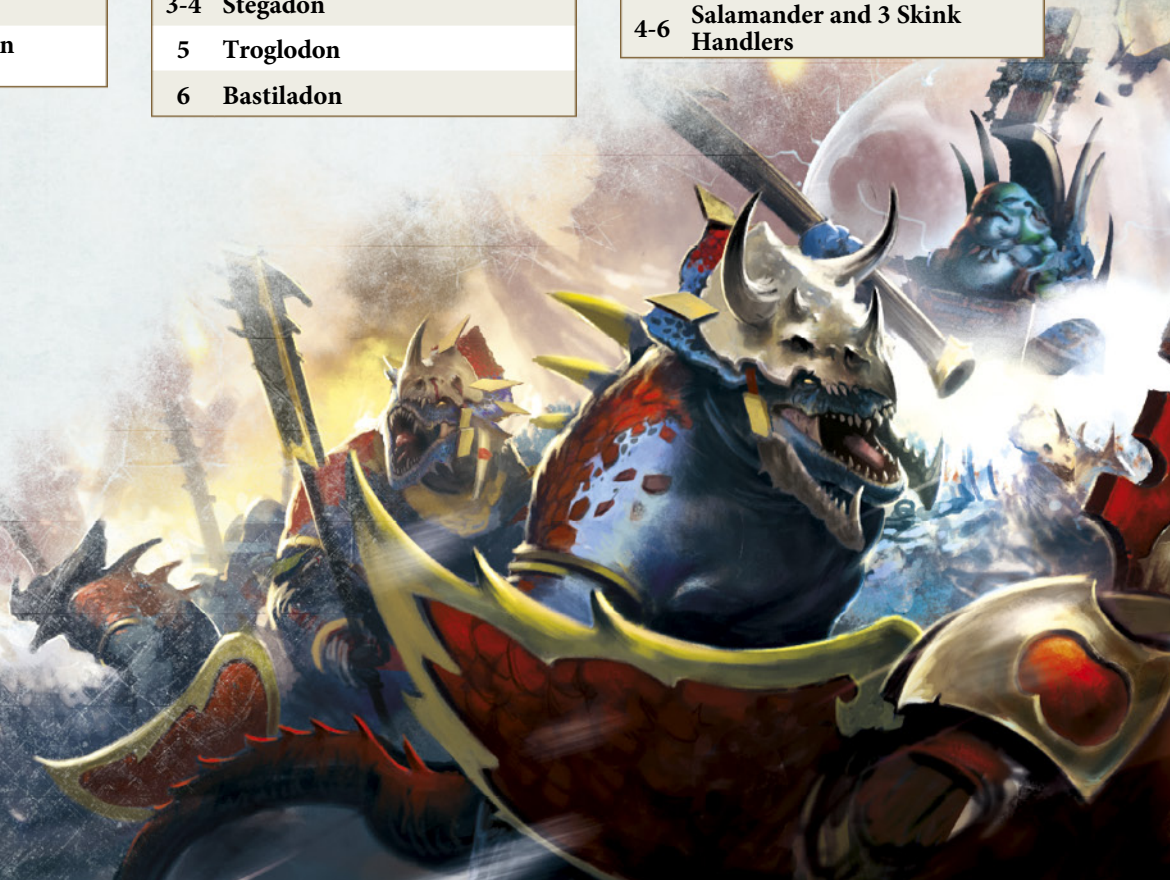 n
3-4 Stegadon
5 Troglodon
6 Bastiladon
4-6 Salamander and 3 Skink
Handlers